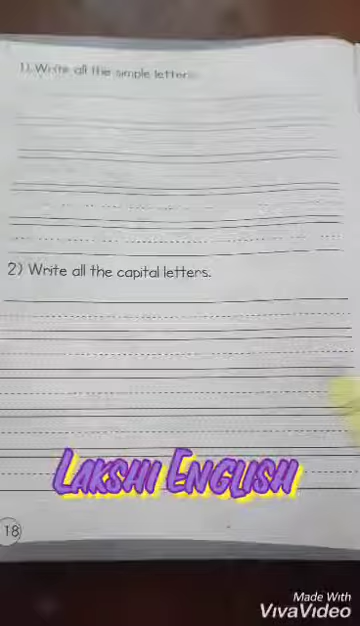 1). Write all the simple letters.
2) Write all the capital letters.
LAKSHI ENGLISH
18
Made With
VivaVideo